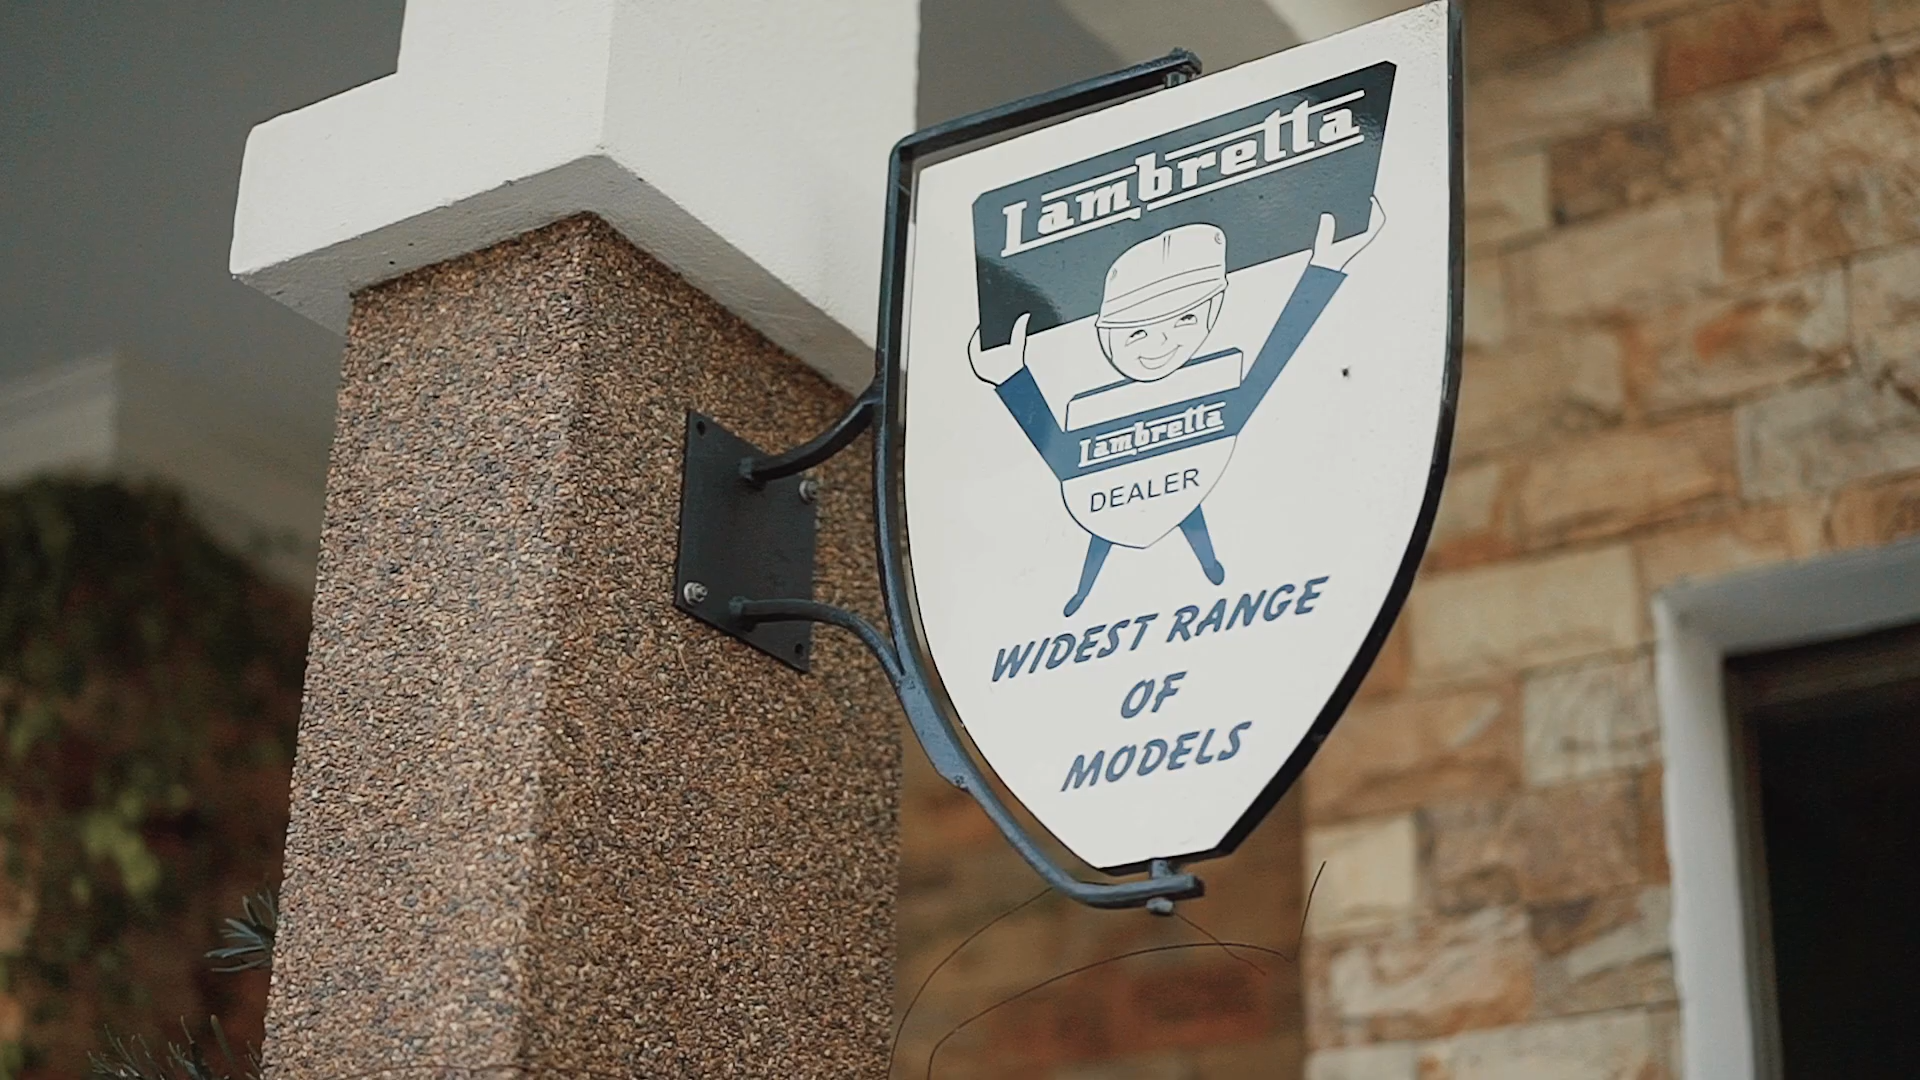 Lambretta
Lambretta
DEALER
WIDEST RANGE
OF
MODELS